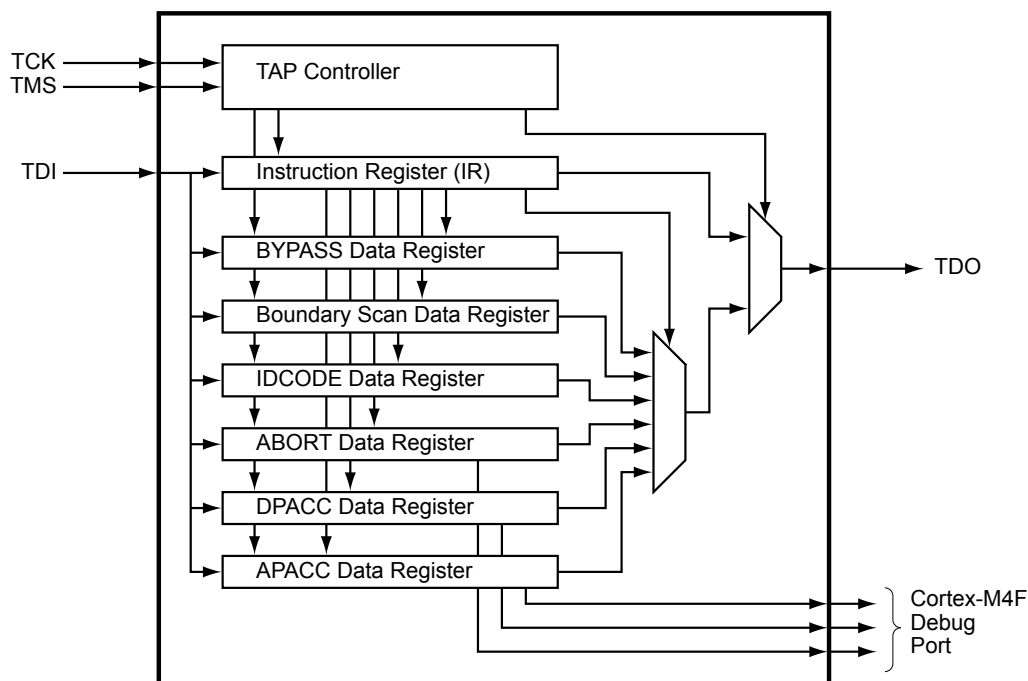 TCK
TMS
TAP Controller
TDI
Instruction Register (IR)
BYPASS Data Register
TDO
Boundary Scan Data Register
IDCODE Data Register
ABORT Data Register
DPACC Data Register
APACC Data Register
Cortex-M4F
Debug
Port